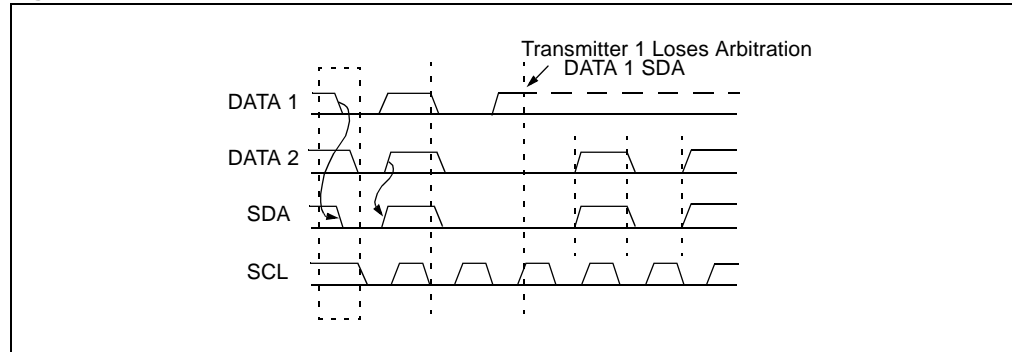 Transmitter 1 Loses Arbitration
DATA 1 SDA
DATA 1
DATA 2
SDA
SCL